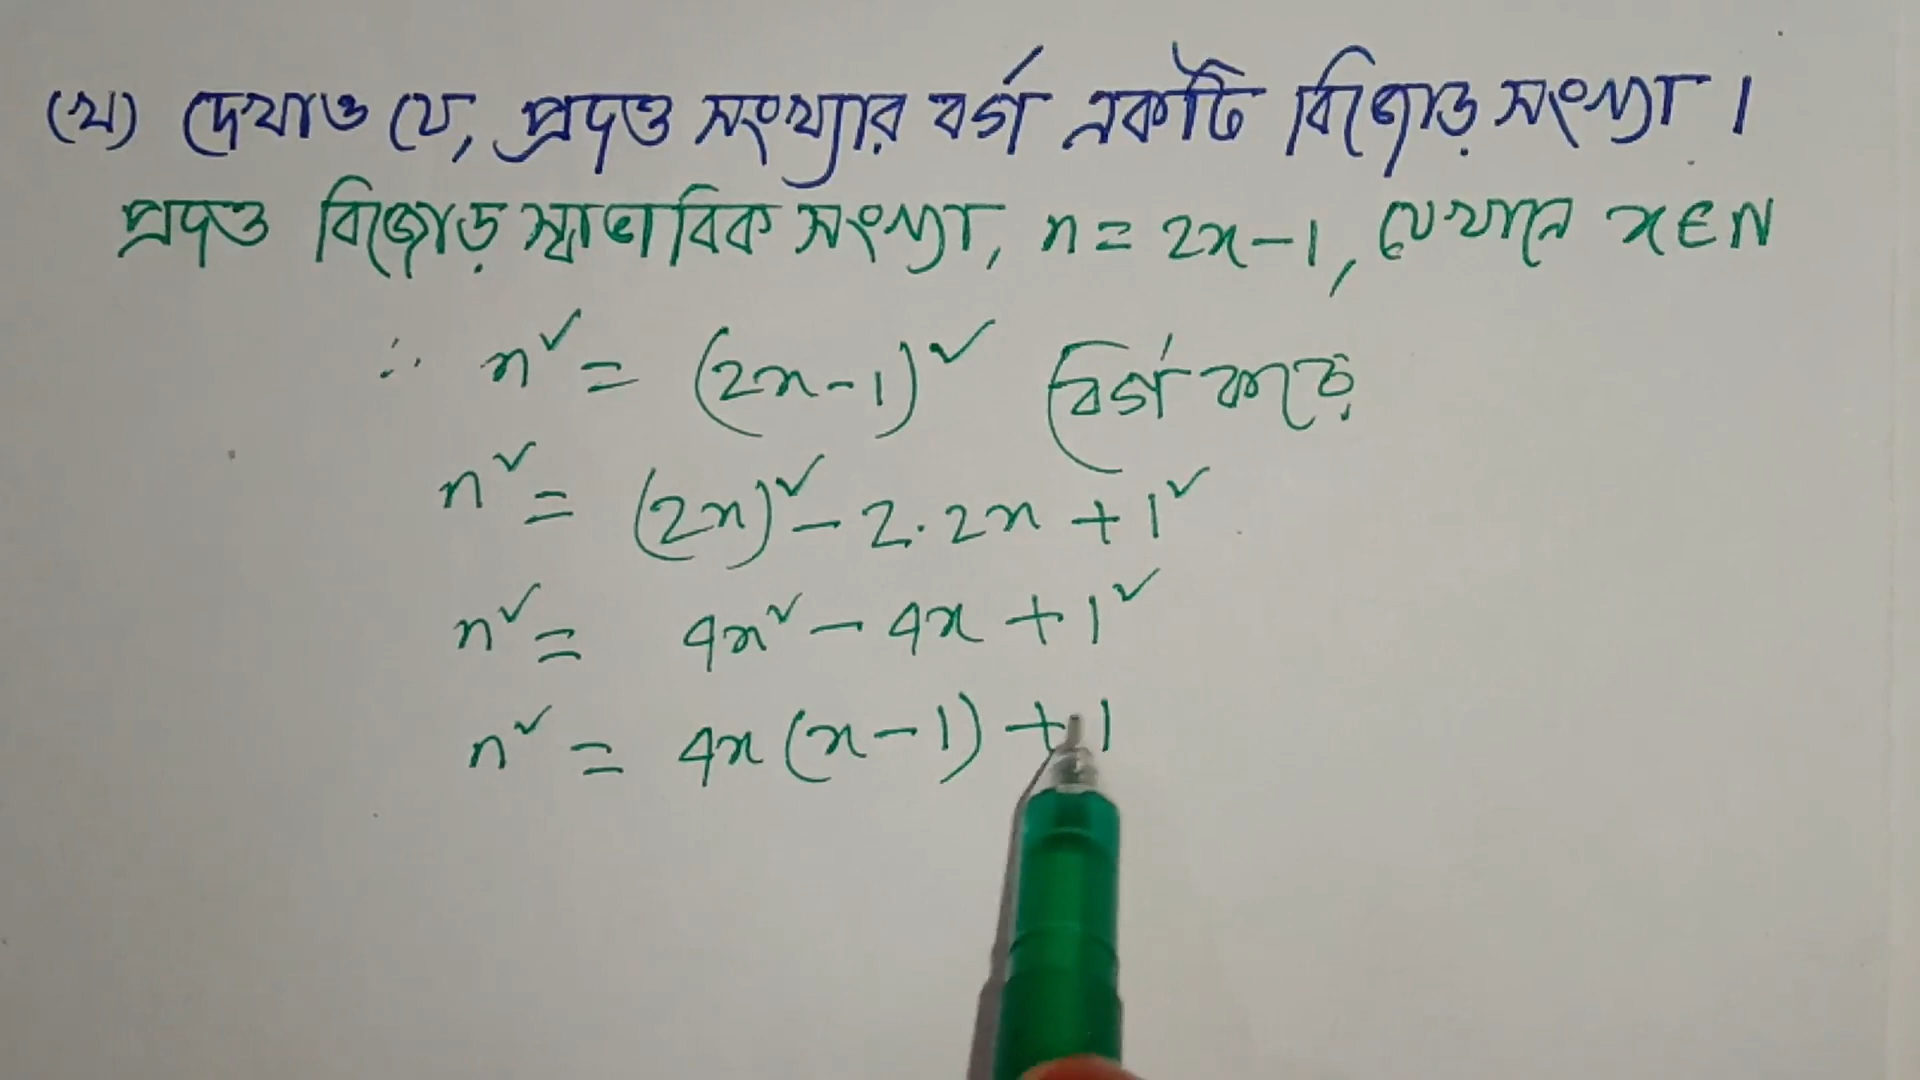 (খ) দেখাও যে, প্রদত্ত সংখ্যার বর্গ একটি বিজোড় সংখ্যা।
প্রদত্ত বিজোড় স্বাভাবিক সংখ্যা, n = 2x-1, যেখানে x∈N
∴ n² = (2x-1)² [বর্গ করে]
n² = (2x)² - 2.2x + 1²
n² = 4x² - 4x + 1²
n² = 4x(x-1) + 1